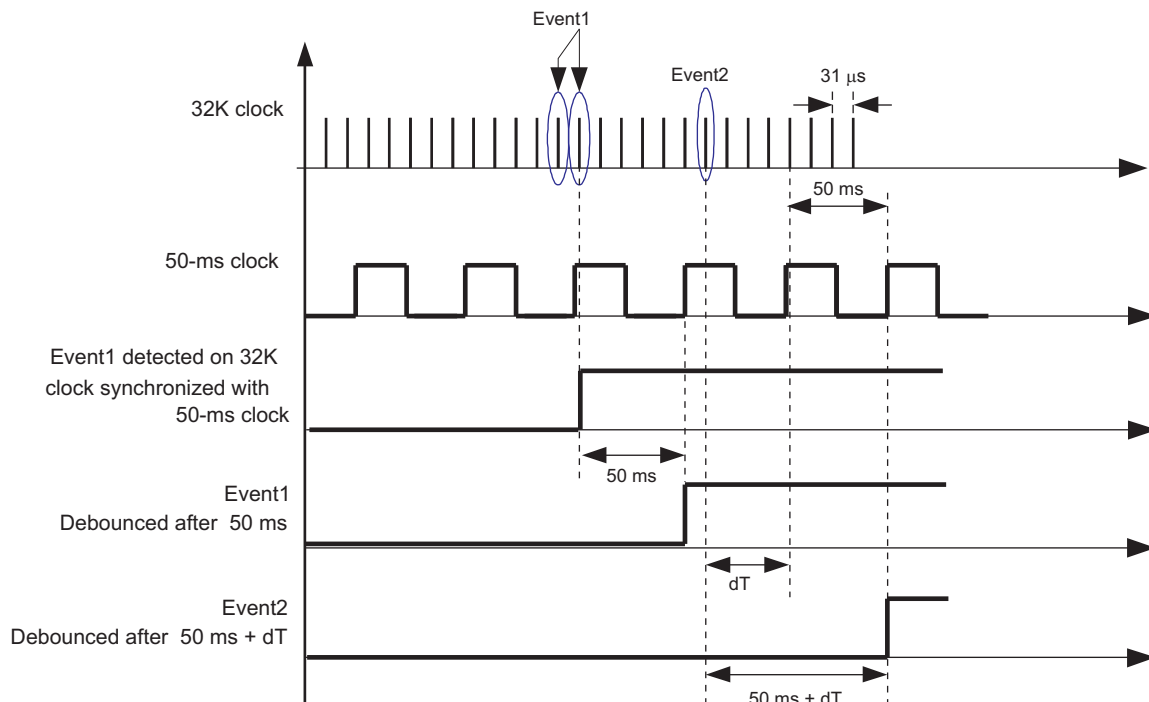 Event1
Event2
31 μs
32K clock
50 ms
50-ms clock
Event1 detected on 32K
clock synchronized with
50-ms clock
50 ms
Event1
Debounced after 50 ms
dT
Event2
Debounced after 50 ms + dT
50 ms + dT